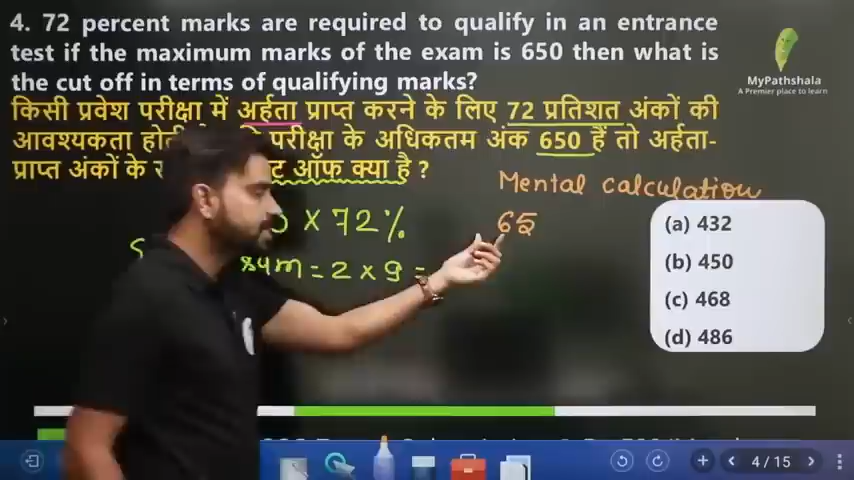 4. 72 percent marks are required to qualify in an entrance
test if the maximum marks of the exam is 650 then what is
the cut off in terms of qualifying marks?
MyPathshala
A Premier place to learn
किसी प्रवेश परीक्षा में अर्हता प्राप्त करने के लिए 72 प्रतिशत अंकों की
परीक्षा के अधिकतम अंक 650 हैं तो अर्हता-
प्राप्त अंकों के ऑफ क्या है ?
Mental calculation
x 72%
65
sum = 2 x 9 =
(a) 432
(b) 450
(c) 468
(d) 486
4 / 15